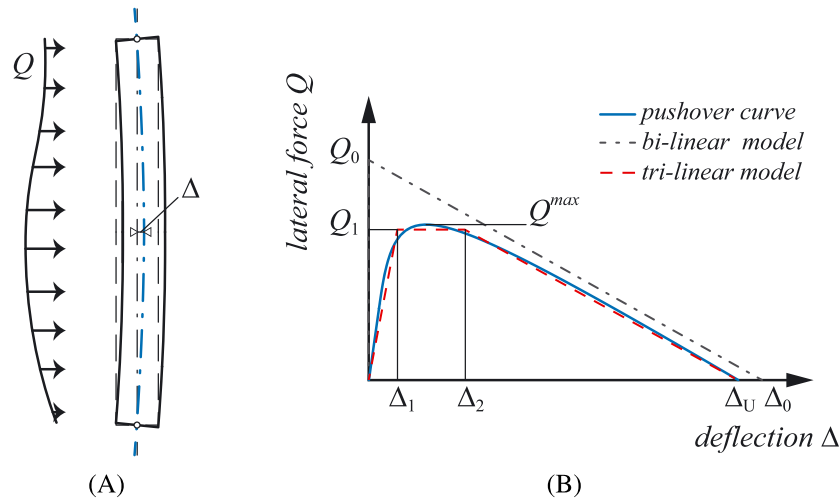 Q
Δ
(A)
lateral force Q
Q0
Q1
Qmax
pushover curve
bi-linear model
tri-linear model
Δ1 Δ2 ΔU Δ0
deflection Δ
(B)